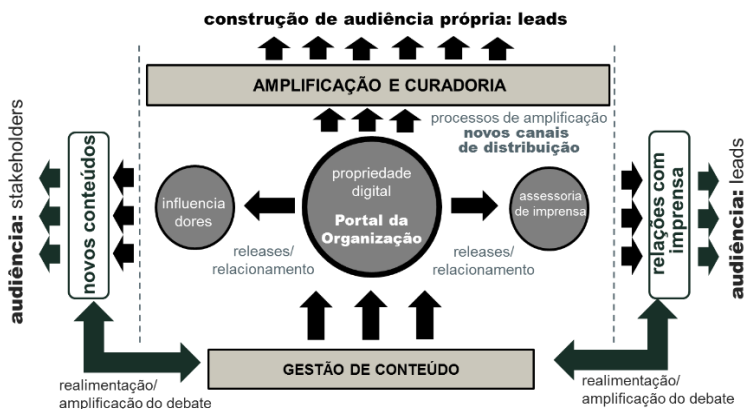 construção de audiência própria: leads
AMPLIFICAÇÃO E CURADORIA
processos de amplificação
novos canais
de distribuição
audiência: stakeholders
novos conteúdos
influencia
dores
propriedade
digital
Portal da
Organização
assessoria
de imprensa
relações com
imprensa
audiência: leads
releases/
relacionamento
releases/
relacionamento
GESTÃO DE CONTEÚDO
realimentação/
amplificação do debate
realimentação/
amplificação do debate